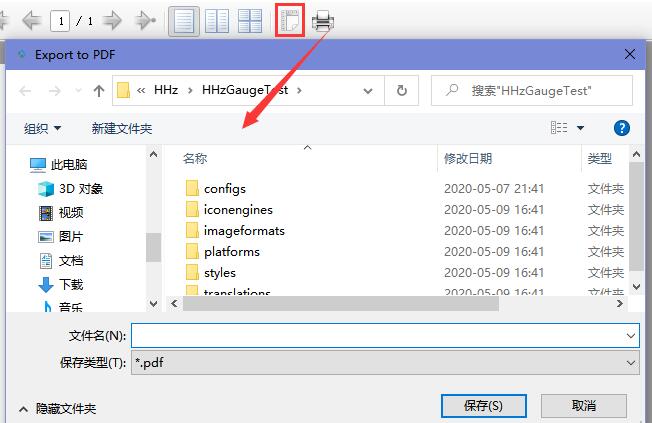 1 / 1
Export to PDF
« HHz › HHzGaugeTest › 搜索"HHzGaugeTest"
组织 新建文件夹 ?
名称 修改日期 类型
此电脑
3D 对象
视频
图片
文档
下载
音乐
configs 2020-05-07 21:41 文件夹
iconengines 2020-05-09 16:41 文件夹
imageformats 2020-05-09 16:41 文件夹
platforms 2020-05-09 16:41 文件夹
styles 2020-05-09 16:41 文件夹
translations 2020-05-09 16:41 文件夹
文件名(N):
保存类型(T): *.pdf
隐藏文件夹 保存(S) 取消